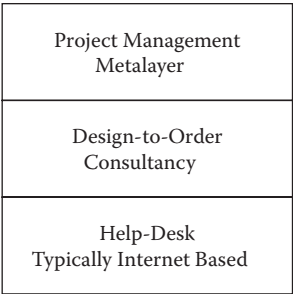 Project Management
Metalayer
Design-to-Order
Consultancy
Help-Desk
Typically Internet Based